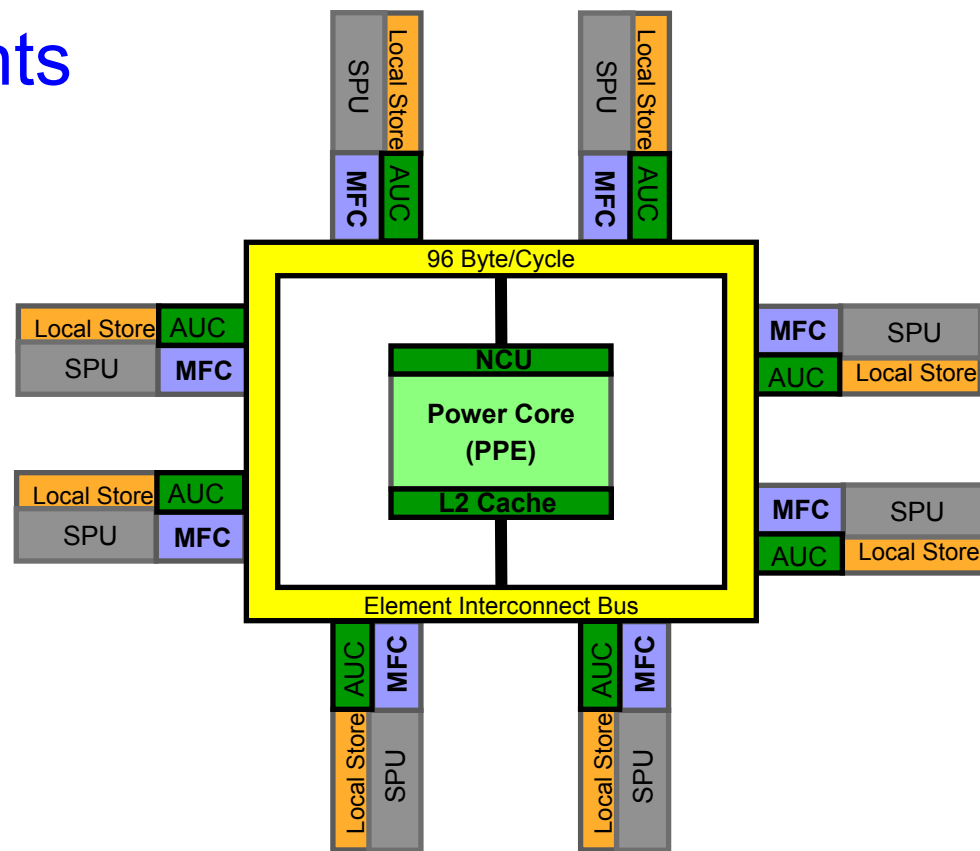 nts
SPU
Local Store
SPU
Local Store
MFC
AUC
MFC
AUC
96 Byte/Cycle
Local Store
AUC
SPU
MFC
NCU
Power Core
(PPE)
L2 Cache
MFC
SPU
AUC
Local Store
Local Store
AUC
SPU
MFC
MFC
SPU
AUC
Local Store
Element Interconnect Bus
AUC
MFC
AUC
MFC
Local Store
SPU
Local Store
SPU